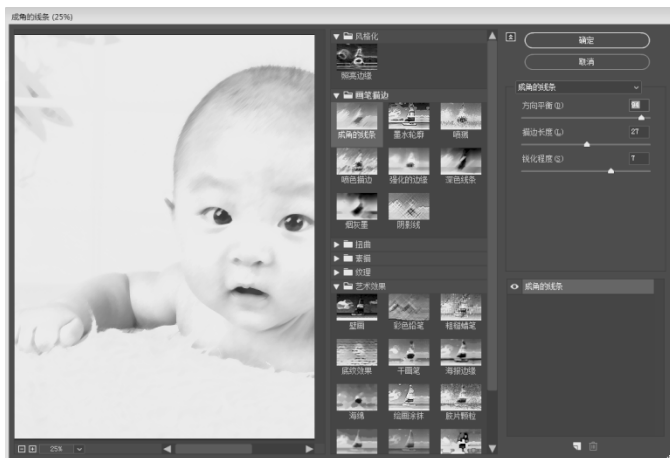 成角的线条 (25%)
风格化
照亮边缘
画笔描边
成角的线条
墨水轮廓
喷溅
喷色描边
强化的边缘
深色线条
烟灰墨
阴影线
扭曲
素描
纹理
艺术效果
壁画
彩色铅笔
粗糙蜡笔
底纹效果
干画笔
海报边缘
海绵
绘画涂抹
胶片颗粒
25%
确定
取消
成角的线条
方向平衡(D)
94
描边长度(L)
27
锐化程度(S)
7
成角的线条